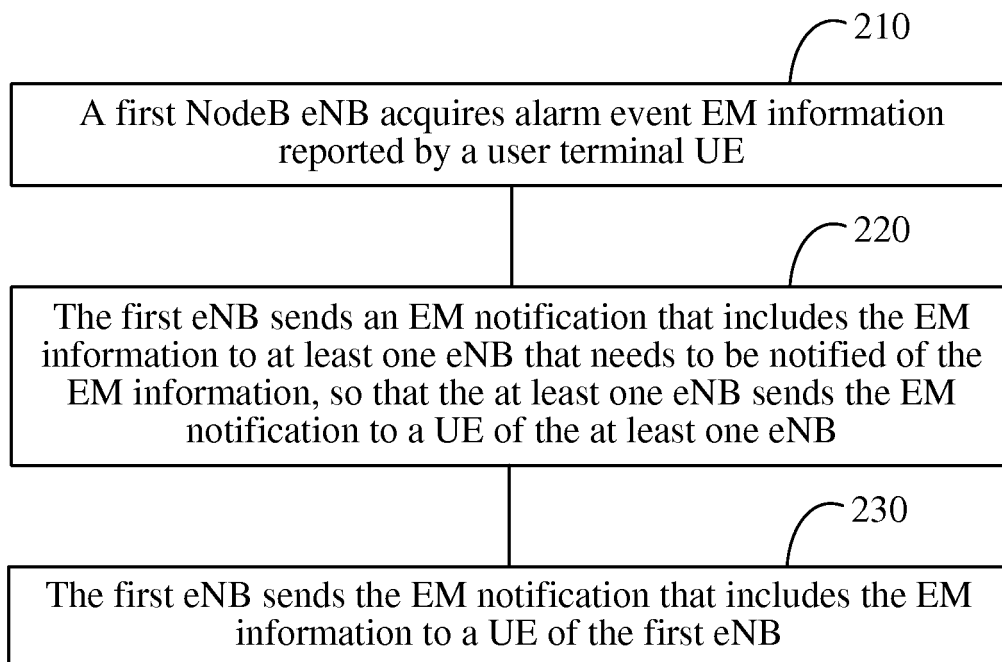 210
A first NodeB eNB acquires alarm event EM information
reported by a user terminal UE
220
The first eNB sends an EM notification that includes the EM
information to at least one eNB that needs to be notified of the
EM information, so that the at least one eNB sends the EM
notification to a UE of the at least one eNB
230
The first eNB sends the EM notification that includes the EM
information to a UE of the first eNB